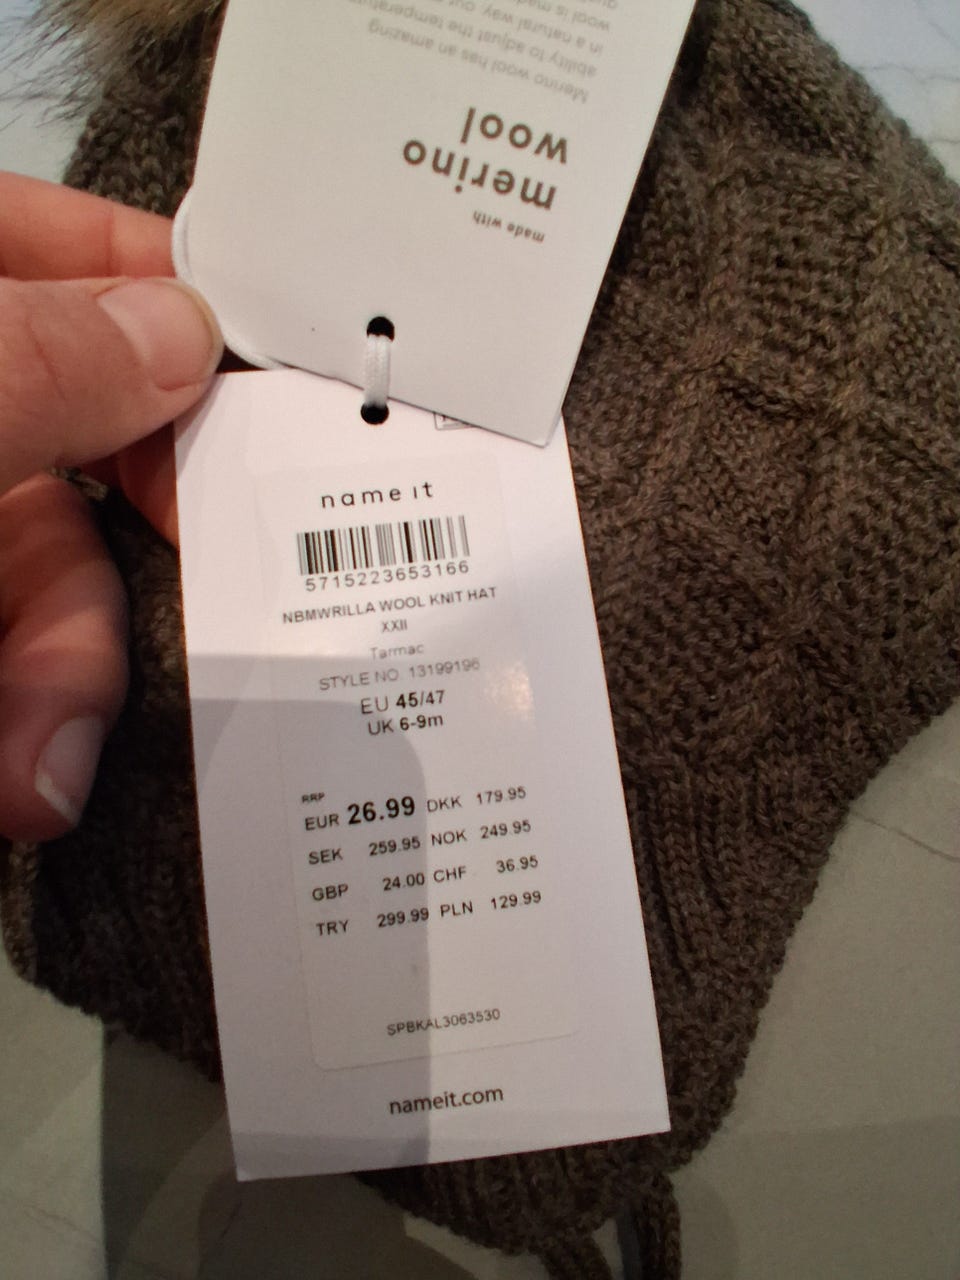 made with
merino
wool
Merino wool has an amazing
ability to adjust the temperature
in a natural way
wool is
name it
5715223653166
NBMWRILLA WOOL KNIT HAT
XXII
Tarmac
STYLE NO. 13199196
EU 45/47
UK 6-9m
RRP
EUR 26.99 DKK 179.95
SEK 259.95 NOK 249.95
GBP 24.00 CHF 36.95
TRY 299.99 PLN 129.99
SPBKAL3063530
nameit.com